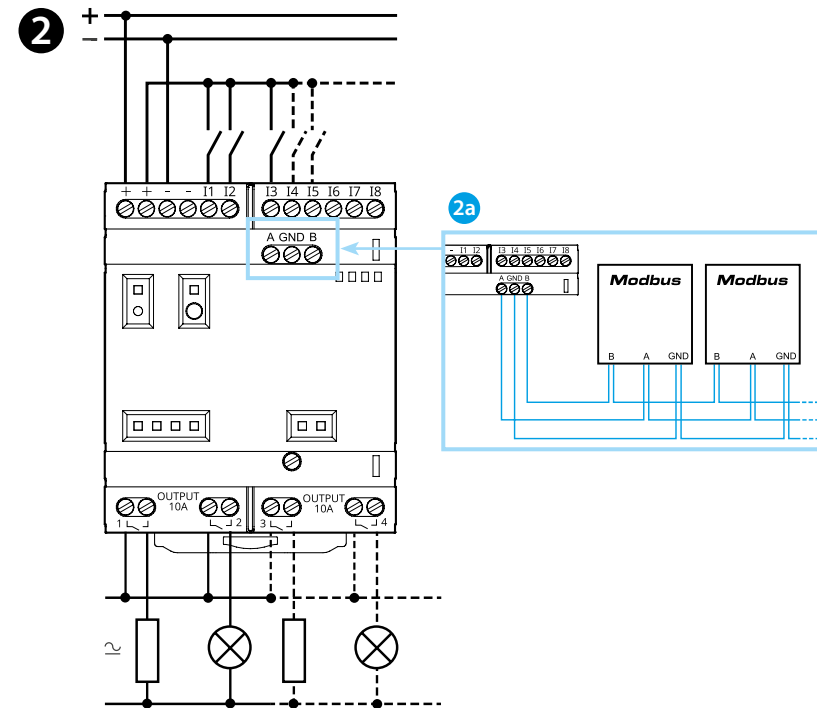 2
+
−
+ + - - I1 I2 I3 I4 I5 I6 I7 I8
A GND B
2a
- I1 I2 I3 I4 I5 I6 I7 I8
A GND B
Modbus Modbus
B A GND B A GND
OUTPUT 10A OUTPUT 10A
1 2 3 4